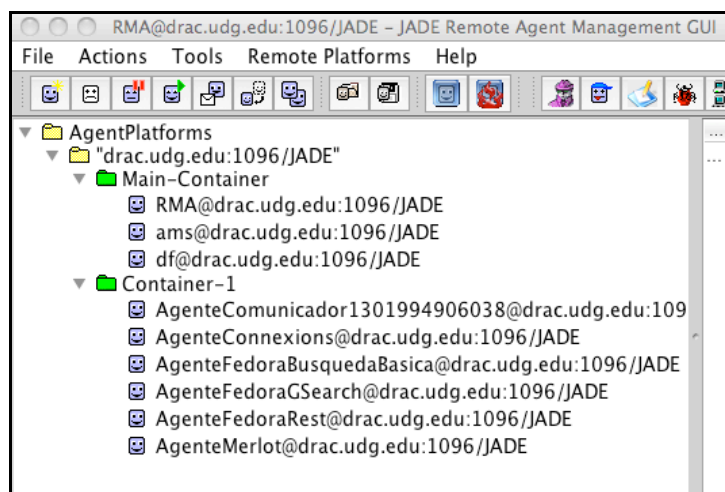 RMA@drac.udg.edu:1096/JADE – JADE Remote Agent Management GUI
File Actions Tools Remote Platforms Help
AgentPlatforms
...
"drac.udg.edu:1096/JADE"
...
Main-Container
RMA@drac.udg.edu:1096/JADE
ams@drac.udg.edu:1096/JADE
df@drac.udg.edu:1096/JADE
Container-1
AgenteComunicador1301994906038@drac.udg.edu:109
AgenteConnexions@drac.udg.edu:1096/JADE
AgenteFedoraBusquedaBasica@drac.udg.edu:1096/JADE
AgenteFedoraGSearch@drac.udg.edu:1096/JADE
AgenteFedoraRest@drac.udg.edu:1096/JADE
AgenteMerlot@drac.udg.edu:1096/JADE